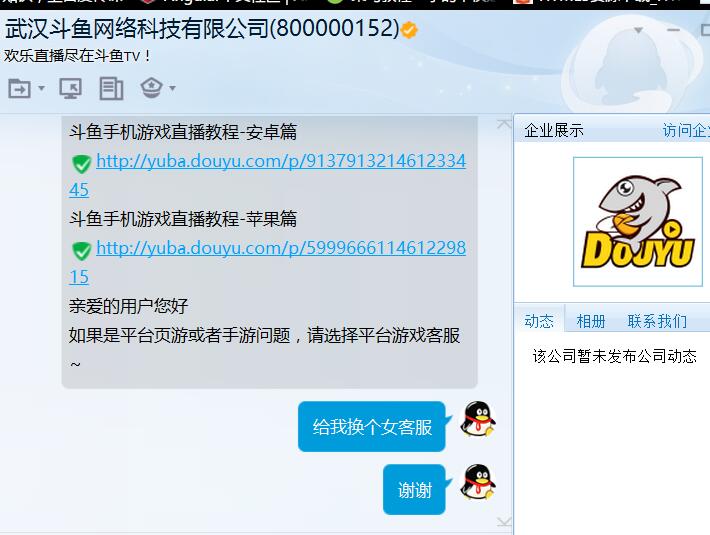 武汉斗鱼网络科技有限公司(800000152)
欢乐直播尽在斗鱼TV！
斗鱼手机游戏直播教程-安卓篇
http://yuba.douyu.com/p/9137913214612334
45
斗鱼手机游戏直播教程-苹果篇
http://yuba.douyu.com/p/5999666114612298
15
亲爱的用户您好
如果是平台页游或者手游问题，请选择平台游戏客服
~
给我换个女客服
谢谢
企业展示
访问企
DOUYU
动态 相册 联系我们
该公司暂未发布公司动态